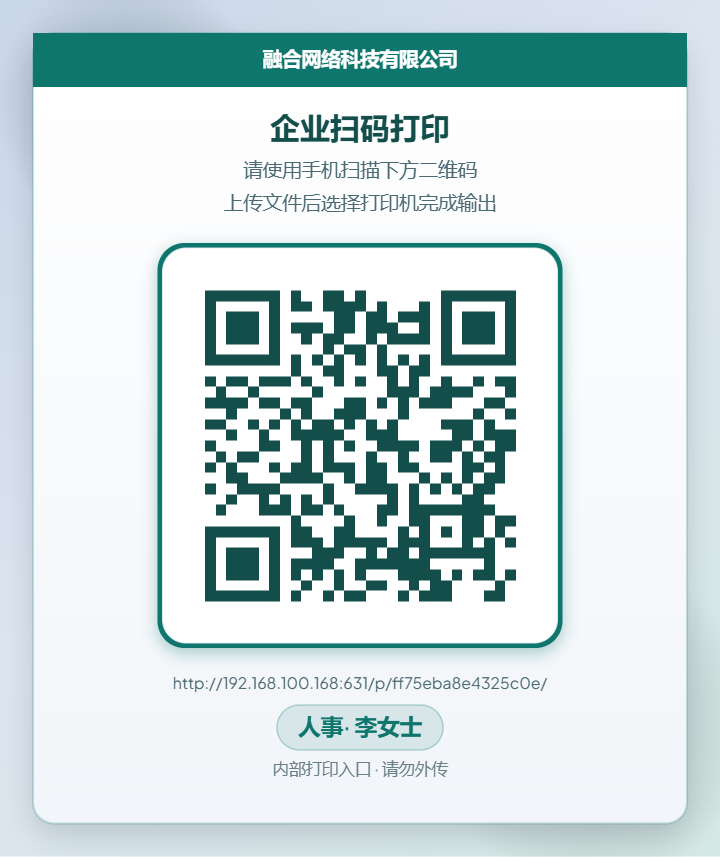 融合网络科技有限公司
企业扫码打印
请使用手机扫描下方二维码
上传文件后选择打印机完成输出
http://192.168.100.168:631/p/ff75eba8e4325c0e/
人事· 李女士
内部打印入口 · 请勿外传